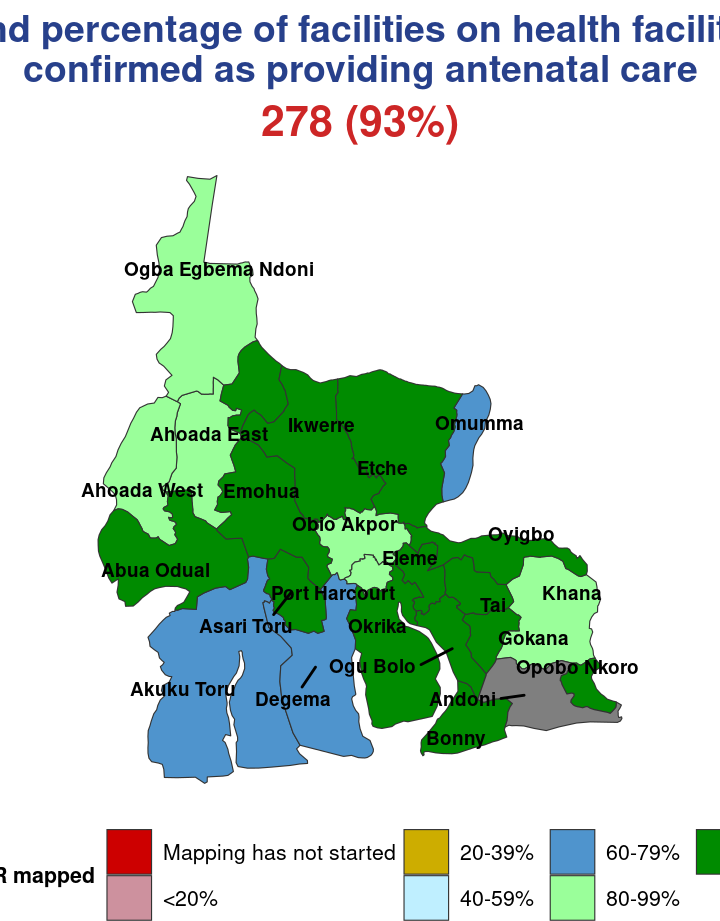 nd percentage of facilities on health facilit
confirmed as providing antenatal care
278 (93%)
Ogba Egbema Ndoni
Omumma
Ikwerre
Ahoada East
Etche
Ahoada West
Emohua
Obio Akpor
Oyigbo
Eleme
Abua Odual
Port Harcourt
Khana
Tai
Asari Toru
Okrika
Gokana
Ogu Bolo
Opobo Nkoro
Akuku Toru
Degema
Andoni
Bonny
Mapping has not started
20-39%
60-79%
R mapped
<20%
40-59%
80-99%